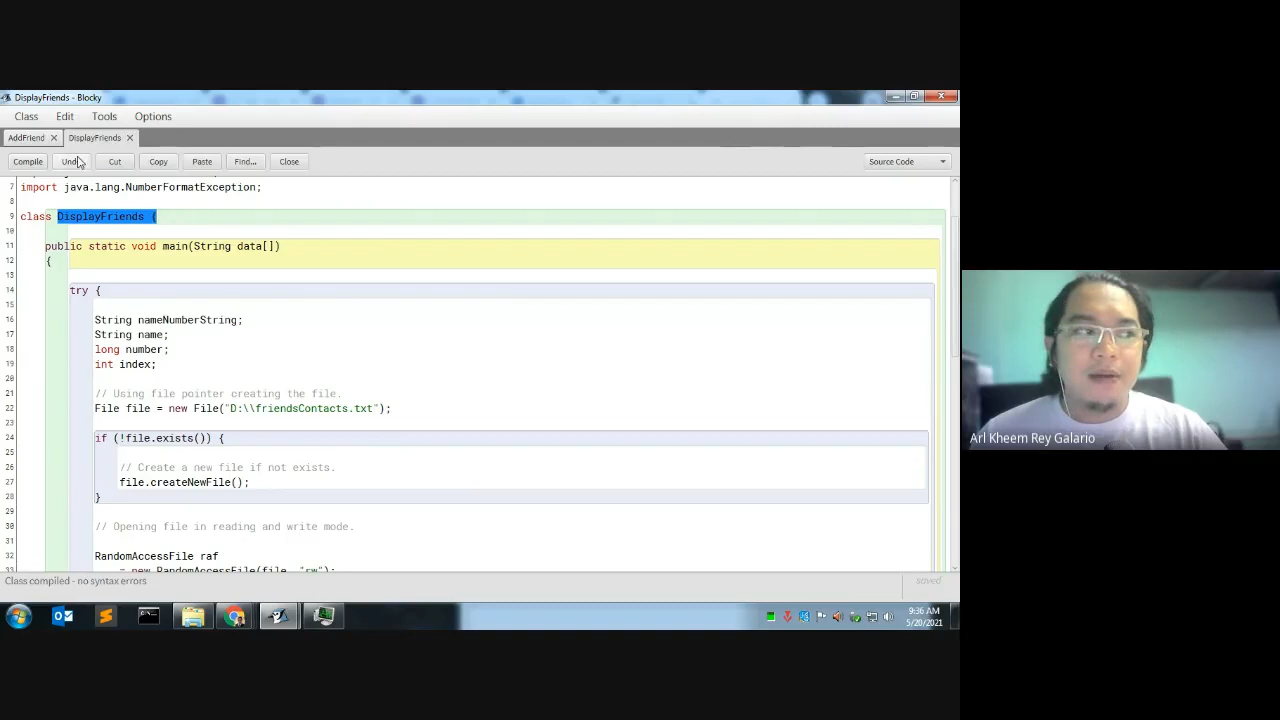 DisplayFriends - Blocky
Class Edit Tools Options
AddFriend DisplayFriends
Compile Undo Cut Copy Paste Find... Close Source Code
7 import java.lang.NumberFormatException;
8
9 class DisplayFriends {
10
11 public static void main(String data[])
12 {
13
14 try {
15
16 String nameNumberString;
17 String name;
18 long number;
19 int index;
20
21 // Using file pointer creating the file.
22 File file = new File("D:\\friendsContacts.txt");
23
24 if (!file.exists()) {
25
26 // Create a new file if not exists.
27 file.createNewFile();
28 }
29
30 // Opening file in reading and write mode.
31
32 RandomAccessFile raf
33 = new RandomAccessFile(file, "rw");
Class compiled - no syntax errors
saved
9:36 AM
5/20/2021
Arl Kheem Rey Galario